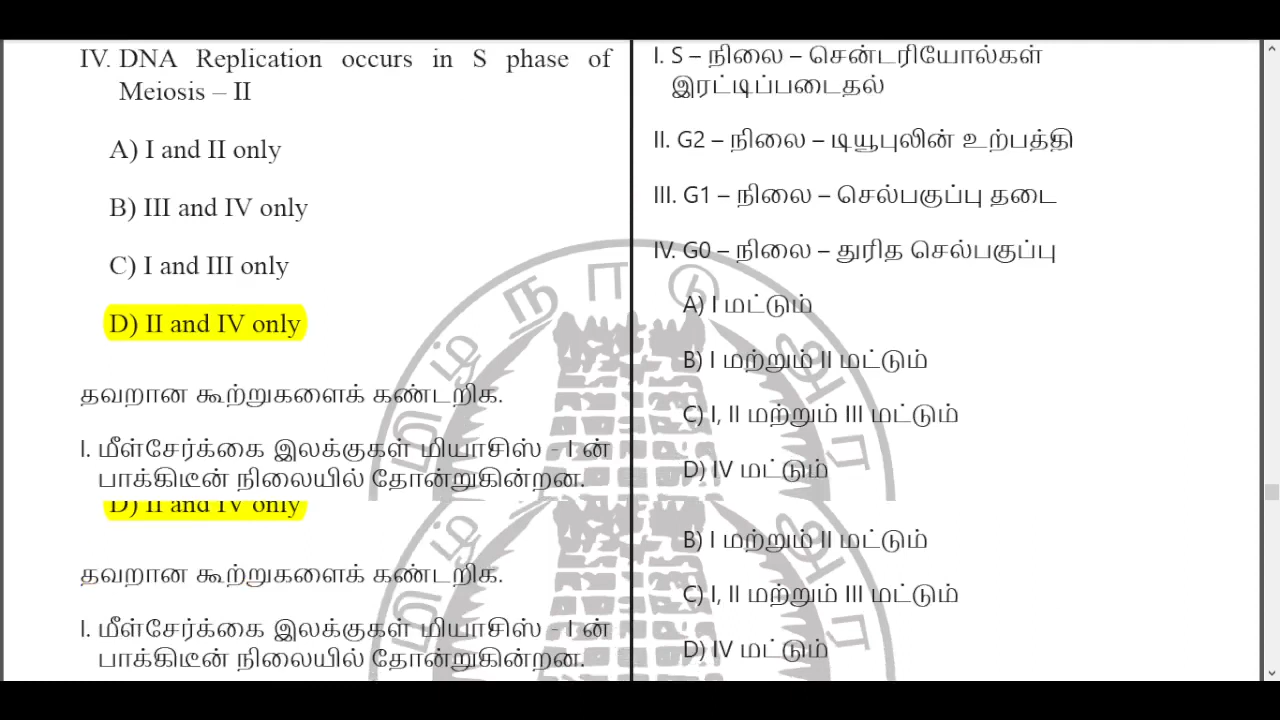 IV. DNA Replication occurs in S phase of
Meiosis – II
A) I and II only
B) III and IV only
C) I and III only
D) II and IV only
தவறான கூற்றுகளைக் கண்டறிக.
I. மீள்சேர்க்கை இலக்குகள் மியாசிஸ் - I ன்
பாக்கிடீன் நிலையில் தோன்றுகின்றன.
D) II and IV only
தவறான கூற்றுகளைக் கண்டறிக.
I. மீள்சேர்க்கை இலக்குகள் மியாசிஸ் - I ன்
பாக்கிடீன் நிலையில் தோன்றுகின்றன.
I. S – நிலை – சென்டரியோல்கள்
இரட்டிப்படைதல்
II. G2 – நிலை – டியூபுலின் உற்பத்தி
III. G1 – நிலை – செல்பகுப்பு தடை
IV. G0 – நிலை – துரித செல்பகுப்பு
A) I மட்டும்
B) I மற்றும் II மட்டும்
C) I, II மற்றும் III மட்டும்
D) IV மட்டும்
B) I மற்றும் II மட்டும்
C) I, II மற்றும் III மட்டும்
D) IV மட்டும்